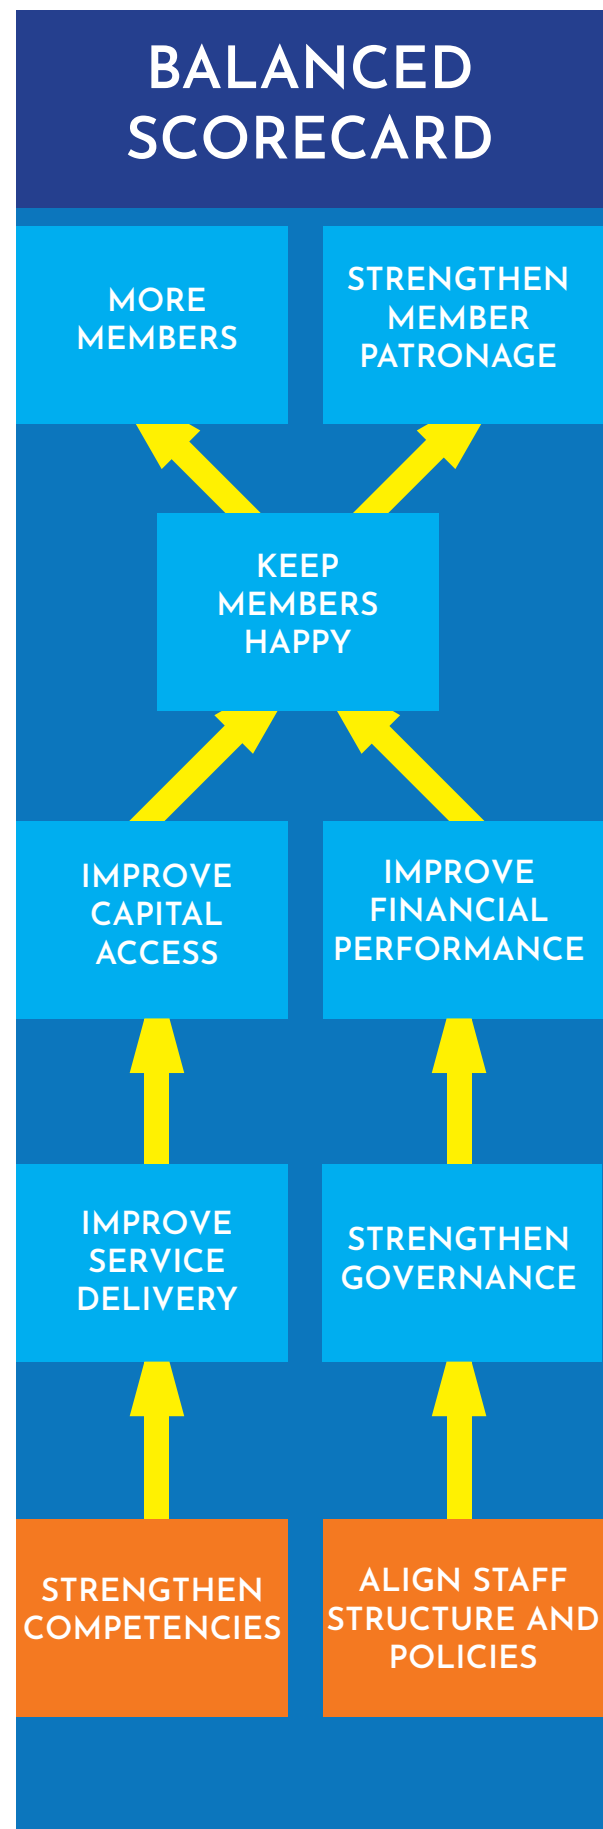 BALANCED
SCORECARD
MORE
MEMBERS
STRENGTHEN
MEMBER
PATRONAGE
KEEP
MEMBERS
HAPPY
IMPROVE
CAPITAL
ACCESS
IMPROVE
FINANCIAL
PERFORMANCE
IMPROVE
SERVICE
DELIVERY
STRENGTHEN
GOVERNANCE
STRENGTHEN
COMPETENCIES
ALIGN STAFF
STRUCTURE AND
POLICIES